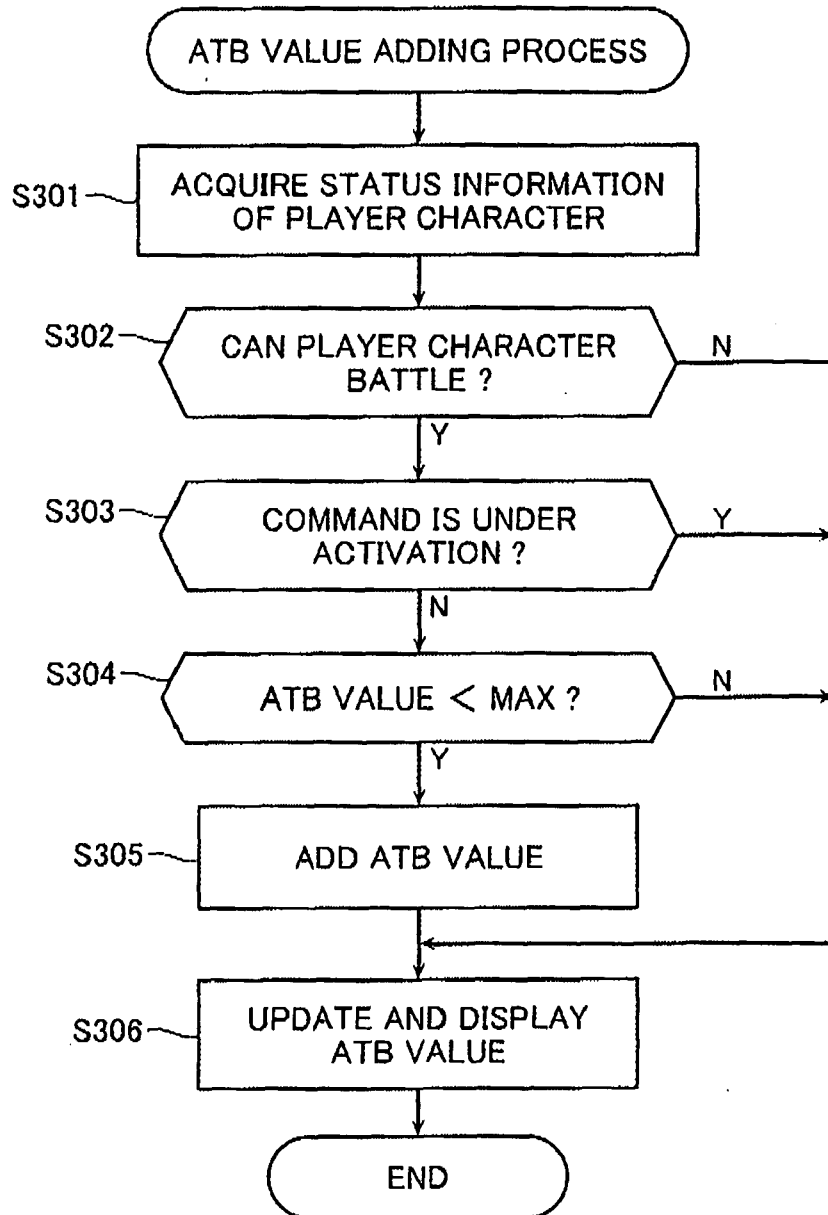 ATB VALUE ADDING PROCESS
S301
ACQUIRE STATUS INFORMATION
OF PLAYER CHARACTER
S302
CAN PLAYER CHARACTER
BATTLE ?
N
Y
S303
COMMAND IS UNDER
ACTIVATION ?
Y
N
S304
ATB VALUE < MAX ?
N
Y
S305
ADD ATB VALUE
S306
UPDATE AND DISPLAY
ATB VALUE
END